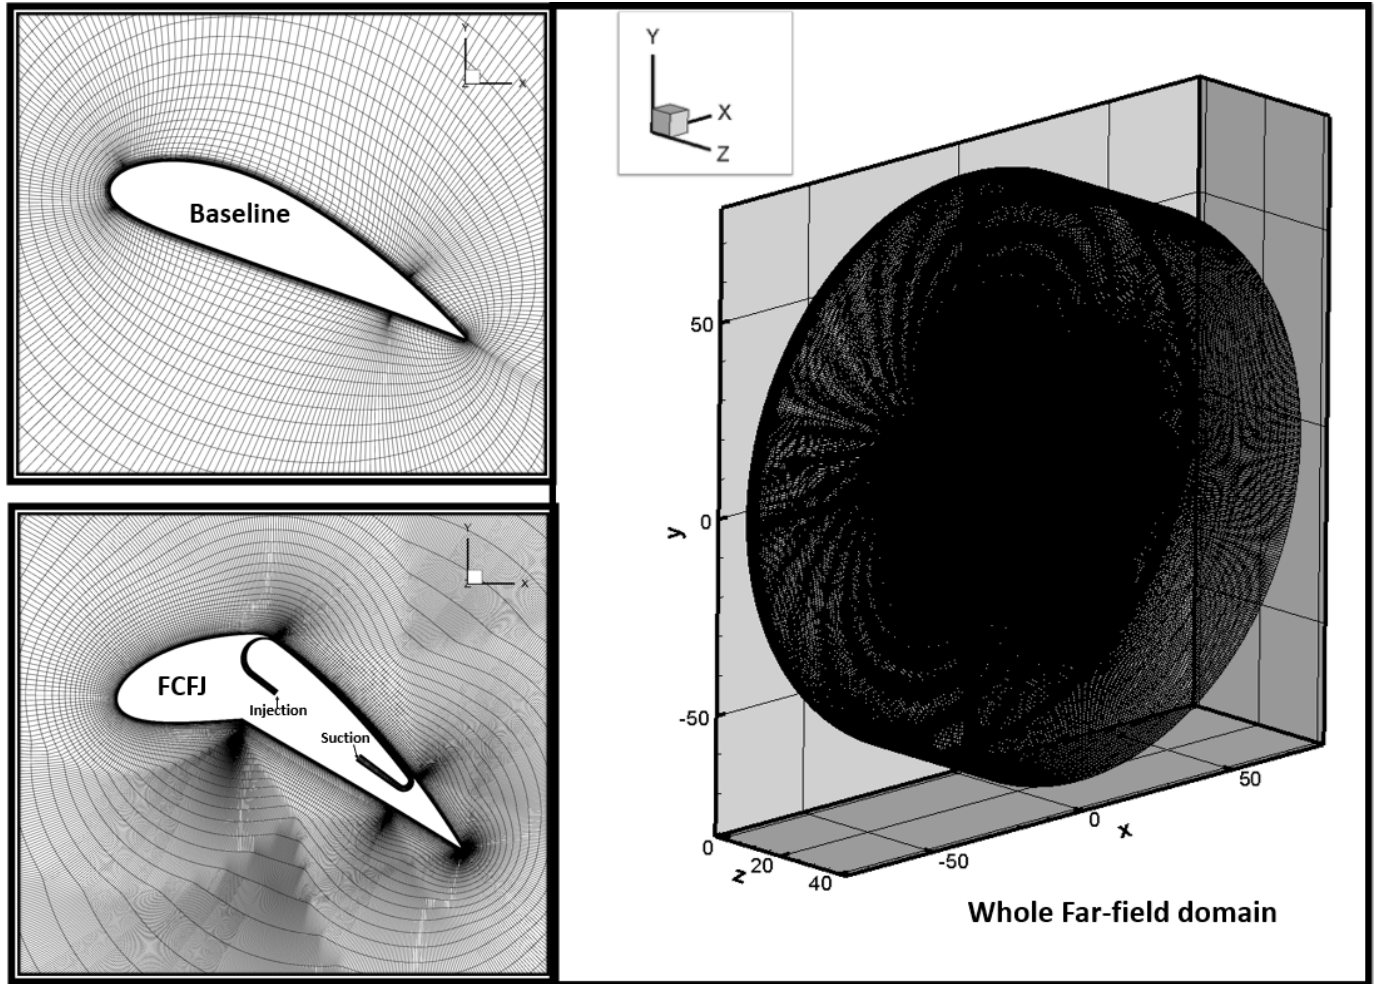 Y
Z
X
Baseline
Y
Z
X
FCFJ
Injection
Suction
Y
X
Z
50
0
-50
y
0
20
40
z
-50
0
50
x
Whole Far-field domain